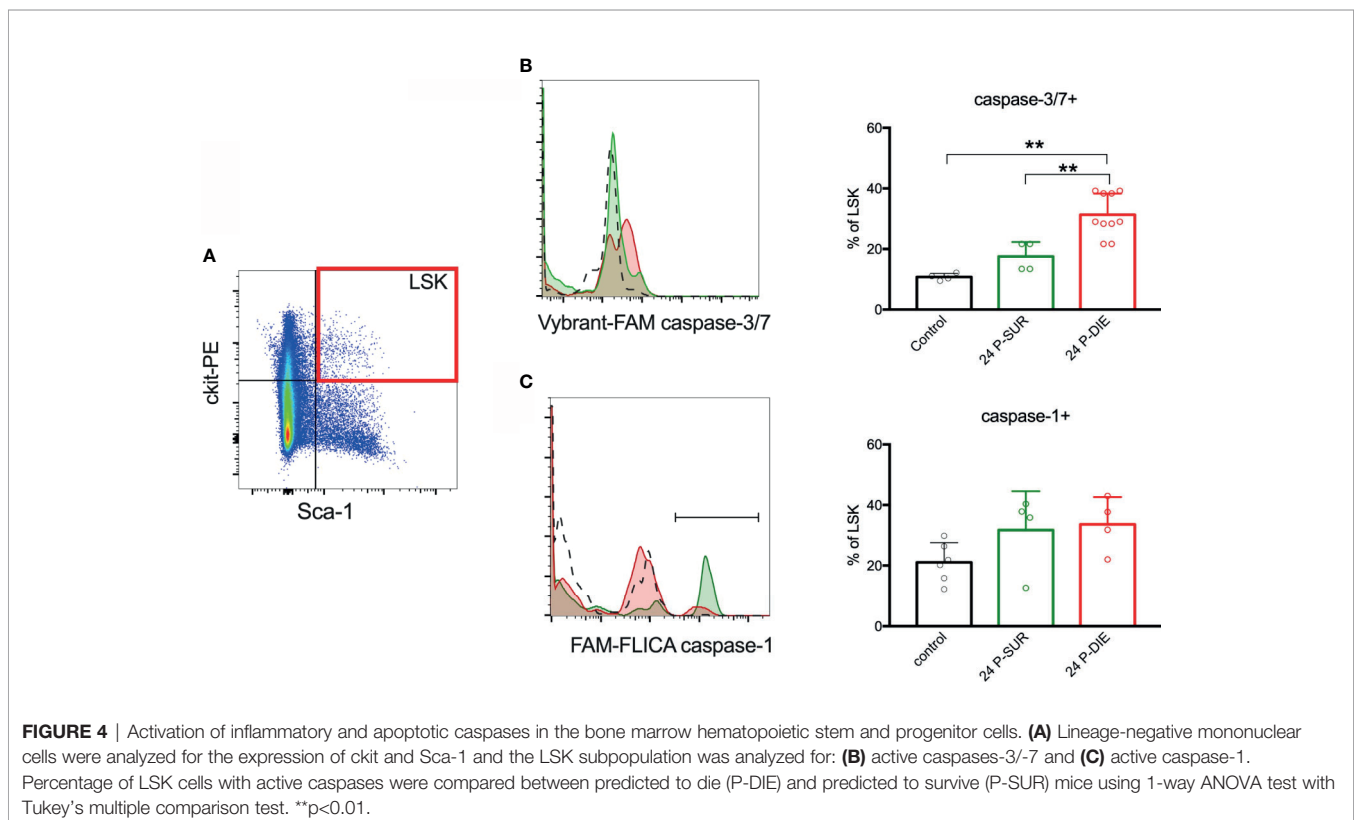 A
ckit-PE
LSK
Sca-1
B
Vybrant-FAM caspase-3/7
caspase-3/7+
% of LSK
60
40
20
0
**
**
Control
24 P-SUR
24 P-DIE
C
FAM-FLICA caspase-1
caspase-1+
% of LSK
60
40
20
0
control
24 P-SUR
24 P-DIE
FIGURE 4 | Activation of inflammatory and apoptotic caspases in the bone marrow hematopoietic stem and progenitor cells. (A) Lineage-negative mononuclear
cells were analyzed for the expression of ckit and Sca-1 and the LSK subpopulation was analyzed for: (B) active caspases-3/-7 and (C) active caspase-1.
Percentage of LSK cells with active caspases were compared between predicted to die (P-DIE) and predicted to survive (P-SUR) mice using 1-way ANOVA test with
Tukey's multiple comparison test. **p<0.01.